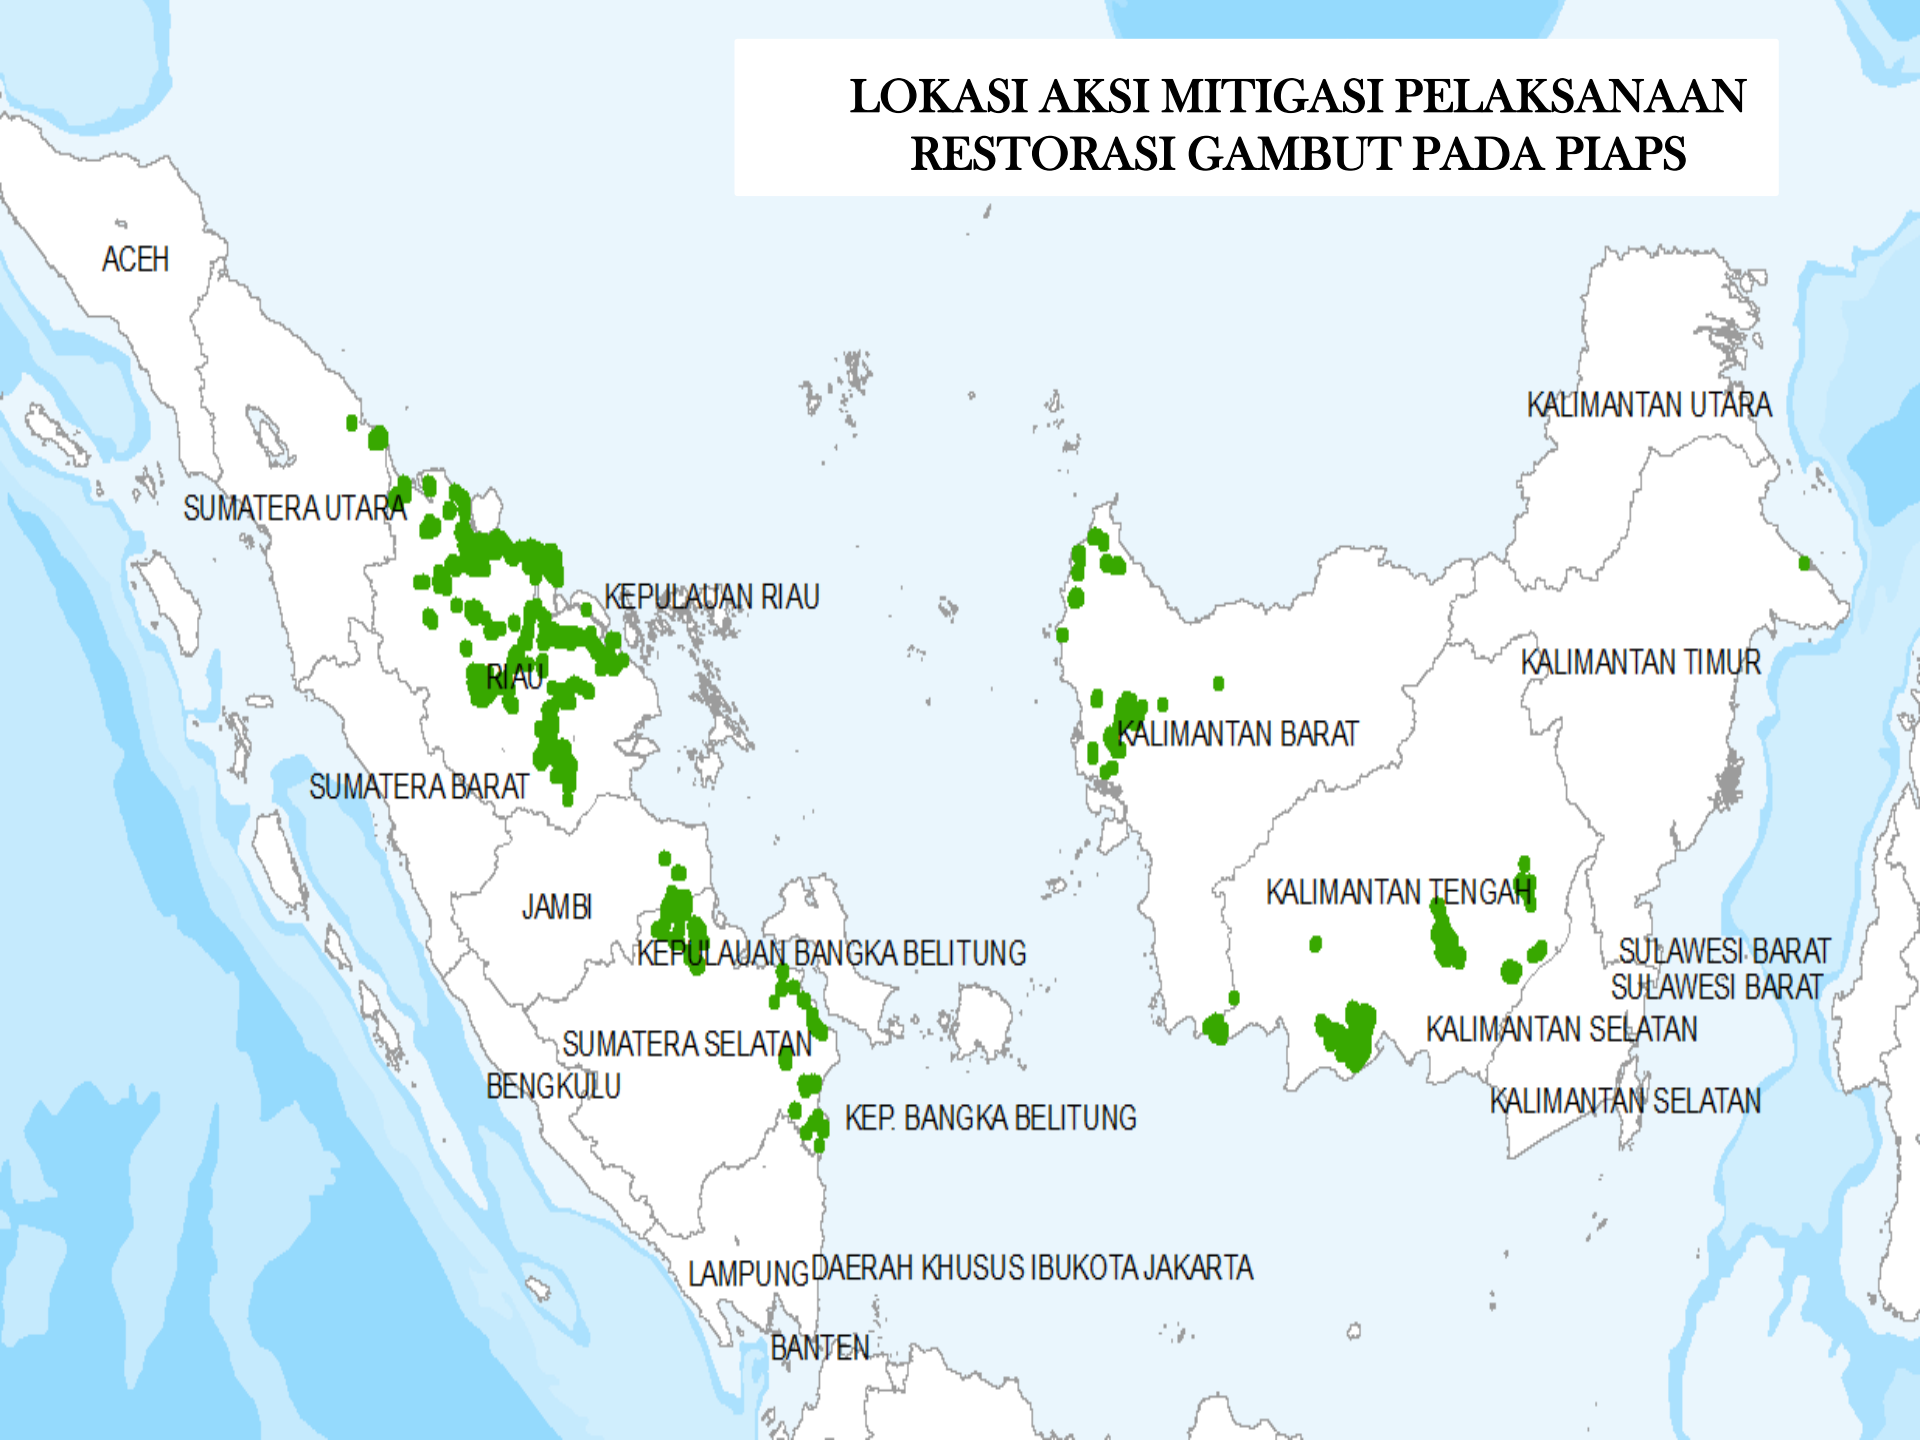 LOKASI AKSI MITIGASI PELAKSANAAN
RESTORASI GAMBUT PADA PIAPS
ACEH
KALIMANTAN UTARA
SUMATERA UTARA
KEPULAUAN RIAU
KALIMANTAN TIMUR
RIAU
KALIMANTAN BARAT
SUMATERA BARAT
KALIMANTAN TENGAH
JAMBI
KEPULAUAN BANGKA BELITUNG
SULAWESI BARAT
SULAWESI BARAT
KALIMANTAN SELATAN
SUMATERA SELATAN
BENGKULU
KALIMANTAN SELATAN
KEP. BANGKA BELITUNG
LAMPUNG
DAERAH KHUSUS IBUKOTA JAKARTA
BANTEN